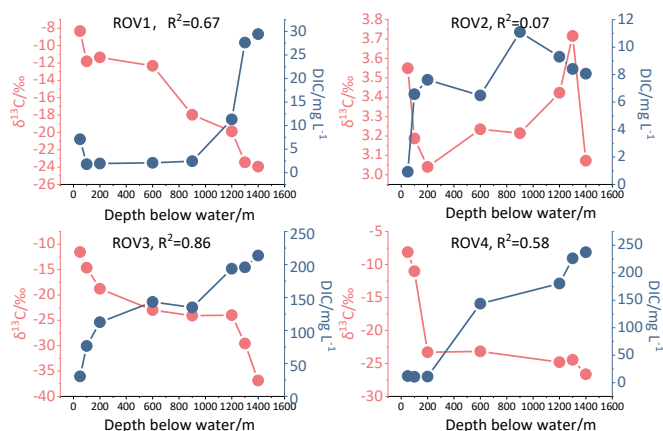 ROV1, R²=0.67
δ¹³C/‰
-8
-10
-12
-14
-16
-18
-20
-22
-24
-26
0 200 400 600 800 1000 1200 1400 1600
Depth below water/m
30
25
20
15
10
5
0
DIC/mg L⁻¹
ROV2, R²=0.07
δ¹³C/‰
3.8
3.7
3.6
3.5
3.4
3.3
3.2
3.1
3.0
0 200 400 600 800 1000 1200 1400 1600
Depth below water/m
12
10
8
6
4
2
0
DIC/mg L⁻¹
ROV3, R²=0.86
δ¹³C/‰
-10
-15
-20
-25
-30
-35
-40
0 200 400 600 800 1000 1200 1400 1600
Depth below water/m
250
200
150
100
50
0
DIC/mg L⁻¹
ROV4, R²=0.58
δ¹³C/‰
-5
-10
-15
-20
-25
-30
0 200 400 600 800 1000 1200 1400 1600
Depth below water/m
250
200
150
100
50
0
DIC/mg L⁻¹